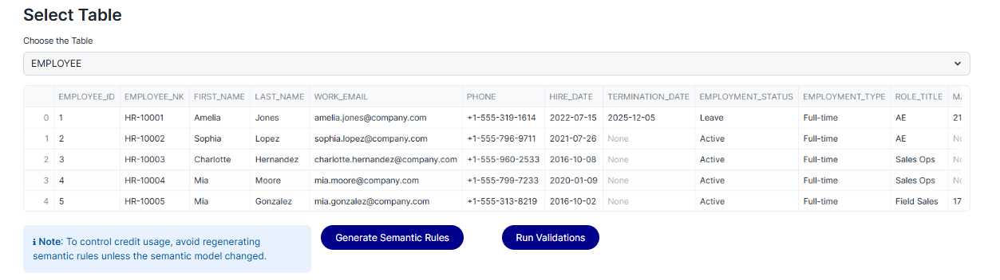 Select Table
Choose the Table
EMPLOYEE
EMPLOYEE_ID EMPLOYEE_NK FIRST_NAME LAST_NAME WORK_EMAIL PHONE HIRE_DATE TERMINATION_DATE EMPLOYMENT_STATUS EMPLOYMENT_TYPE ROLE_TITLE MA
0 1 HR-10001 Amelia Jones amelia.jones@company.com +1-555-319-1614 2022-07-15 2025-12-05 Leave Full-time AE 21
1 2 HR-10002 Sophia Lopez sophia.lopez@company.com +1-555-796-9711 2021-07-26 None Active Full-time AE No
2 3 HR-10003 Charlotte Hernandez charlotte.hernandez@company.com +1-555-960-2533 2016-10-08 None Active Full-time Sales Ops No
3 4 HR-10004 Mia Moore mia.moore@company.com +1-555-799-7233 2020-01-09 None Active Full-time Sales Ops No
4 5 HR-10005 Mia Gonzalez mia.gonzalez@company.com +1-555-313-8219 2016-10-02 None Active Full-time Field Sales 17
ℹ Note: To control credit usage, avoid regenerating
semantic rules unless the semantic model changed.
Generate Semantic Rules
Run Validations